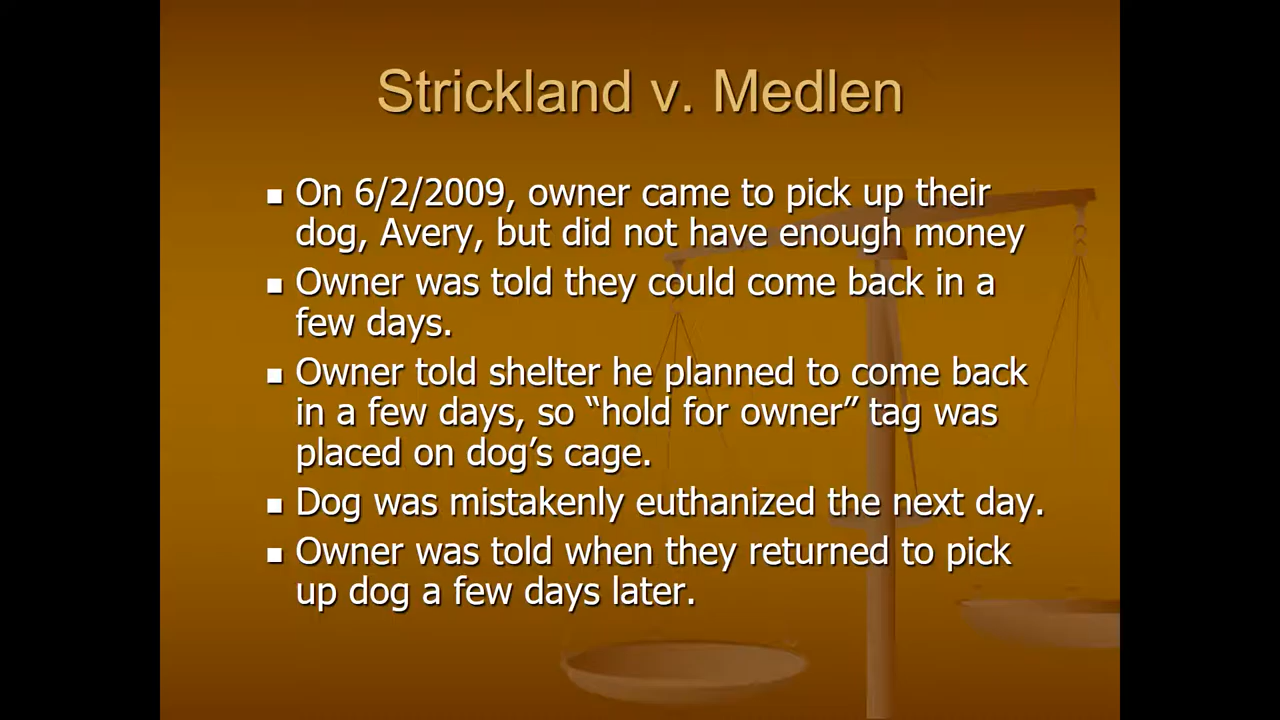 Strickland v. Medlen
■ On 6/2/2009, owner came to pick up their
dog, Avery, but did not have enough money
■ Owner was told they could come back in a
few days.
■ Owner told shelter he planned to come back
in a few days, so “hold for owner” tag was
placed on dog’s cage.
■ Dog was mistakenly euthanized the next day.
■ Owner was told when they returned to pick
up dog a few days later.